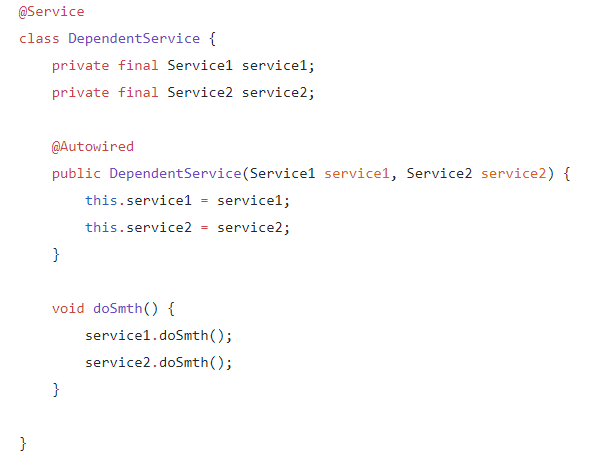 @Service
class DependentService {
    private final Service1 service1;
    private final Service2 service2;

    @Autowired
    public DependentService(Service1 service1, Service2 service2) {
        this.service1 = service1;
        this.service2 = service2;
    }

    void doSmth() {
        service1.doSmth();
        service2.doSmth();
    }

}